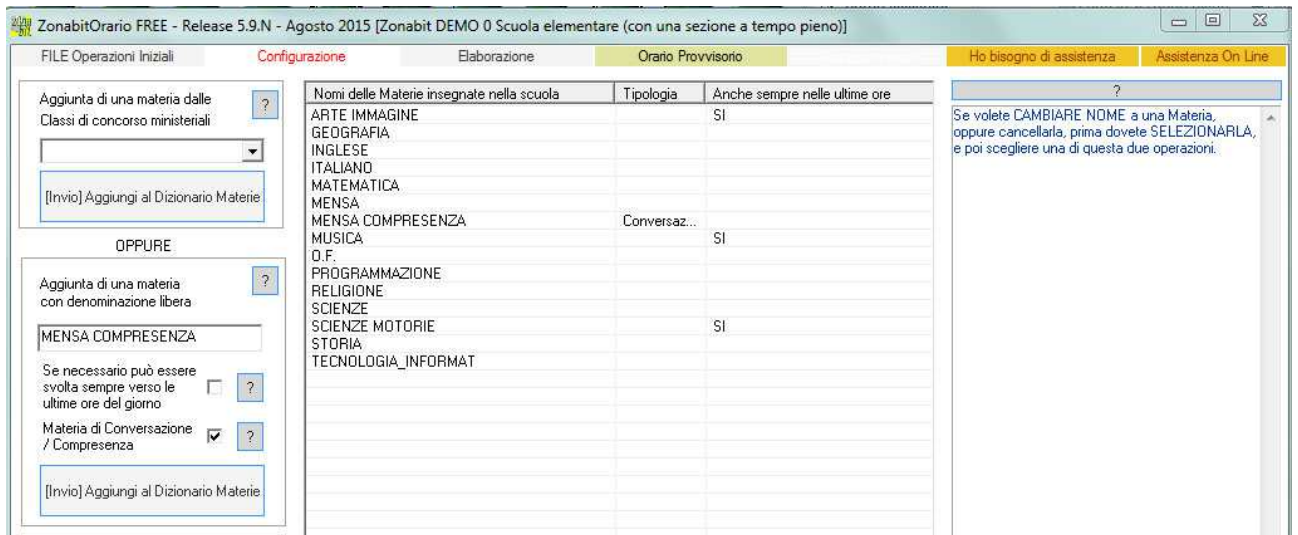 ZonabitOrario FREE - Release 5.9.N - Agosto 2015 [Zonabit DEMO 0 Scuola elementare (con una sezione a tempo pieno)]
FILE Operazioni Iniziali Configurazione Elaborazione Orario Provvisorio Ho bisogno di assistenza Assistenza On Line
Aggiunta di una materia dalle
Classi di concorso ministeriali
?
[Invio] Aggiungi al Dizionario Materie
OPPURE
Aggiunta di una materia
con denominazione libera
?
MENSA COMPRESENZA
Se necessario può essere
svolta sempre verso le
ultime ore del giorno
?
Materia di Conversazione
/ Compresenza
?
[Invio] Aggiungi al Dizionario Materie
Nomi delle Materie insegnate nella scuola Tipologia Anche sempre nelle ultime ore
ARTE IMMAGINE SI
GEOGRAFIA
INGLESE
ITALIANO
MATEMATICA
MENSA
MENSA COMPRESENZA Conversaz...
MUSICA SI
O.F.
PROGRAMMAZIONE
RELIGIONE
SCIENZE
SCIENZE MOTORIE SI
STORIA
TECNOLOGIA_INFORMAT
?
Se volete CAMBIARE NOME a una Materia,
oppure cancellarla, prima dovete SELEZIONARLA,
e poi scegliere una di questa due operazioni.